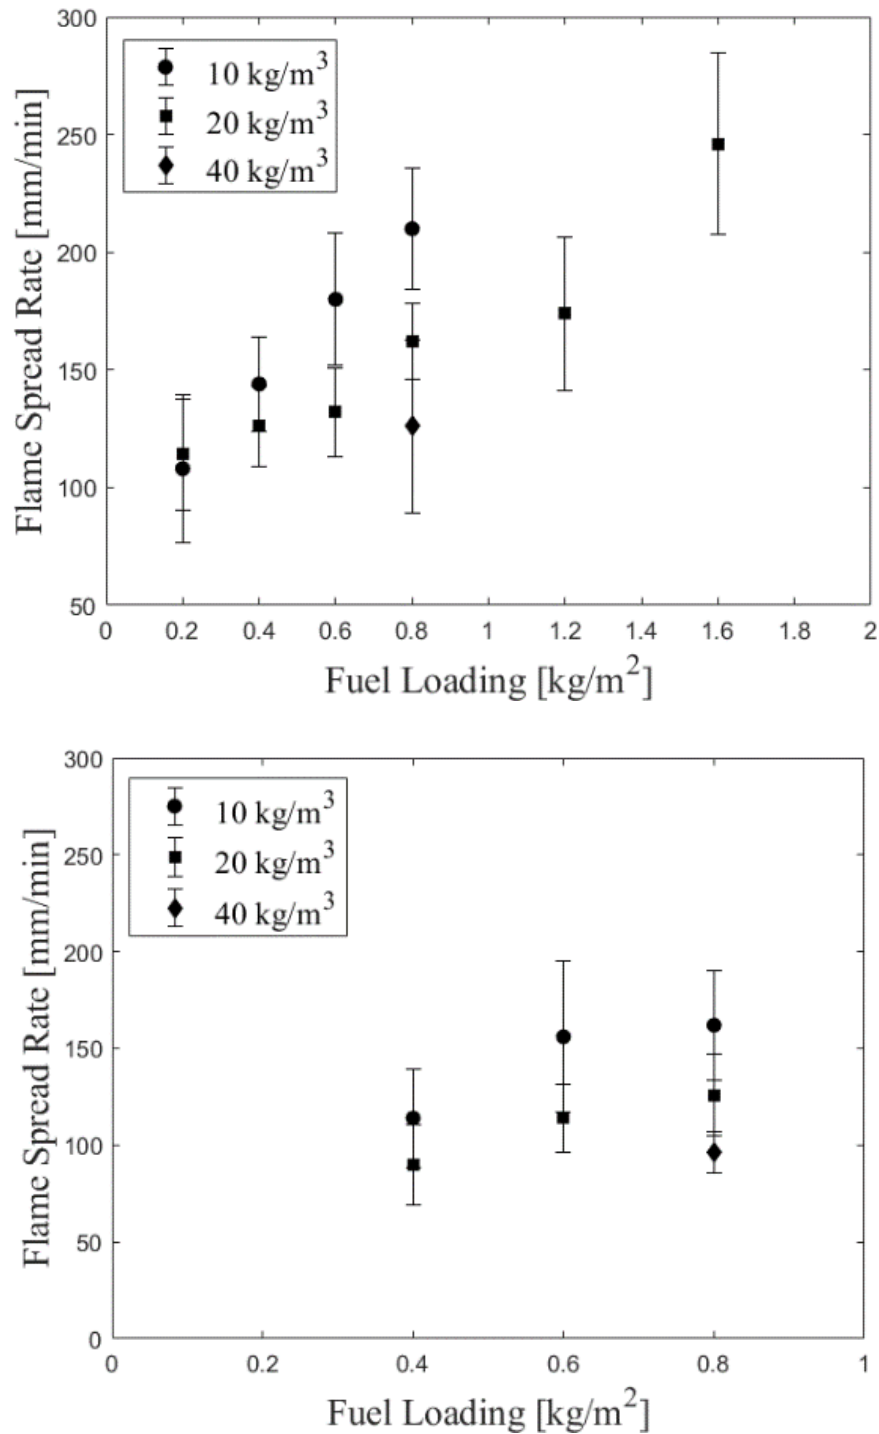 300
250
200
150
100
50
Flame Spread Rate [mm/min]
10 kg/m³
20 kg/m³
40 kg/m³
0 0.2 0.4 0.6 0.8 1 1.2 1.4 1.6 1.8 2
Fuel Loading [kg/m²]
300
250
200
150
100
50
0
Flame Spread Rate [mm/min]
10 kg/m³
20 kg/m³
40 kg/m³
0 0.2 0.4 0.6 0.8 1
Fuel Loading [kg/m²]